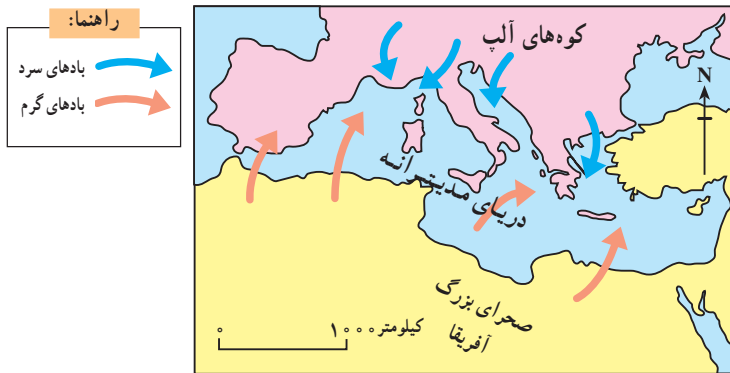 راهنما:
بادهای سرد
بادهای گرم
کوه‌های آلپ
N
دریای مدیترانه
صحرای بزرگ
آفریقا
۰ ۱۰۰۰ کیلومتر